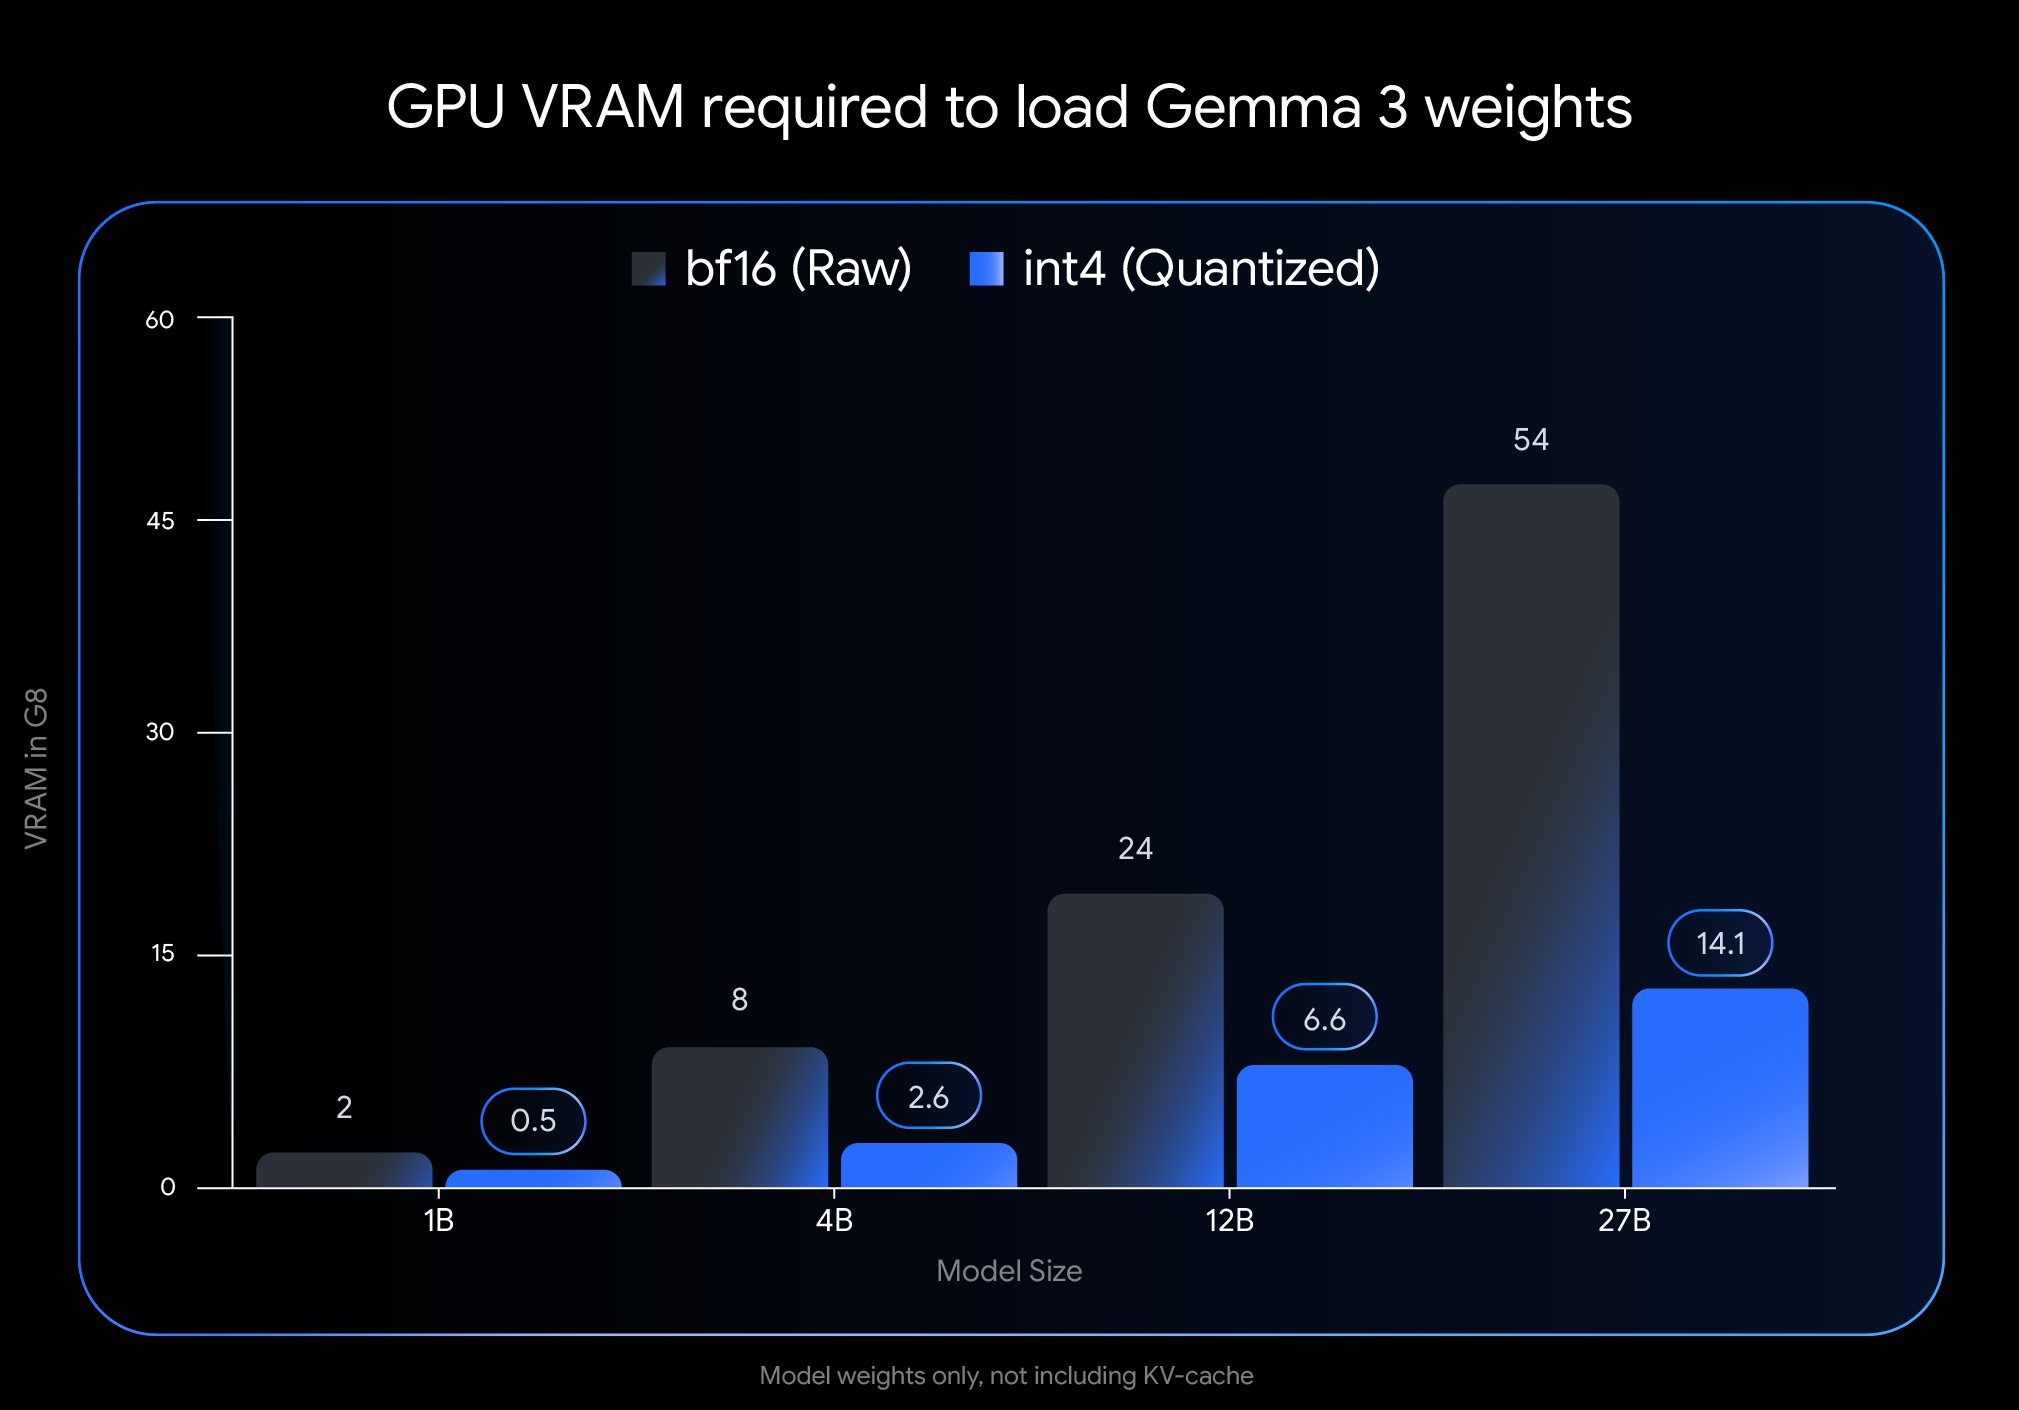 GPU VRAM required to load Gemma 3 weights
bf16 (Raw) int4 (Quantized)
60
45
30
15
0
VRAM in G8
2
0.5
8
2.6
24
6.6
54
14.1
1B 4B 12B 27B
Model Size
Model weights only, not including KV-cache